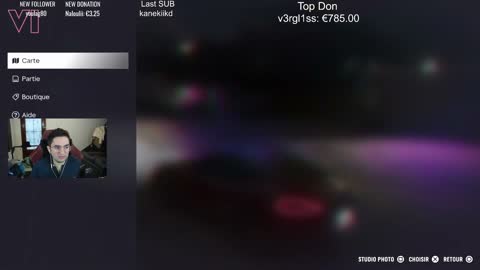 NEW FOLLOWER
NEW DONATION
Naloulii: €3,25
Last SUB
kanekiikd
Top Don
v3rgl1ss: €785.00
VI
Carte
Partie
Boutique
Aide
STUDIO PHOTO
CHOISIR
RETOUR